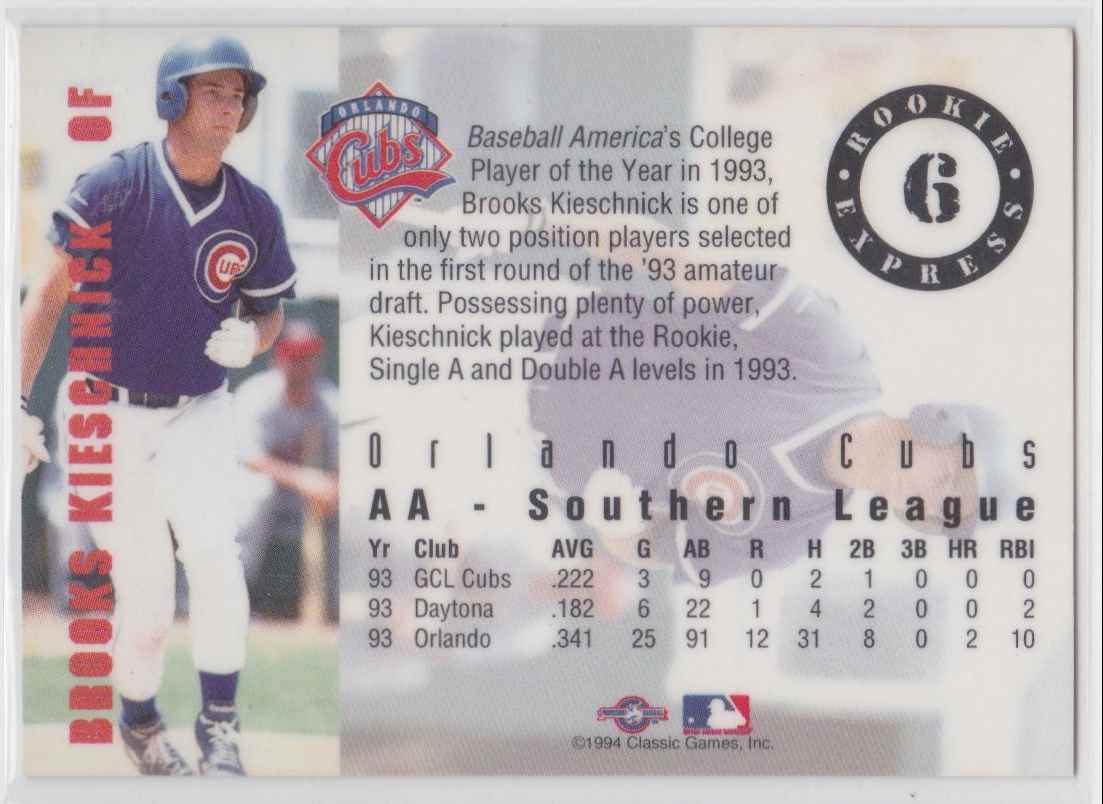 BROOKS KIESCHNICK OF
ORLANDO
Cubs
CUBS
Baseball America's College
Player of the Year in 1993,
Brooks Kieschnick is one of
only two position players selected
in the first round of the '93 amateur
draft. Possessing plenty of power,
Kieschnick played at the Rookie,
Single A and Double A levels in 1993.
ROOKIE
6
EXPRESS
Orlando Cubs
AA - Southern League
Yr Club AVG G AB R H 2B 3B HR RBI
93 GCL Cubs .222 3 9 0 2 1 0 0 0
93 Daytona .182 6 22 1 4 2 0 0 2
93 Orlando .341 25 91 12 31 8 0 2 10
©1994 Classic Games, Inc.